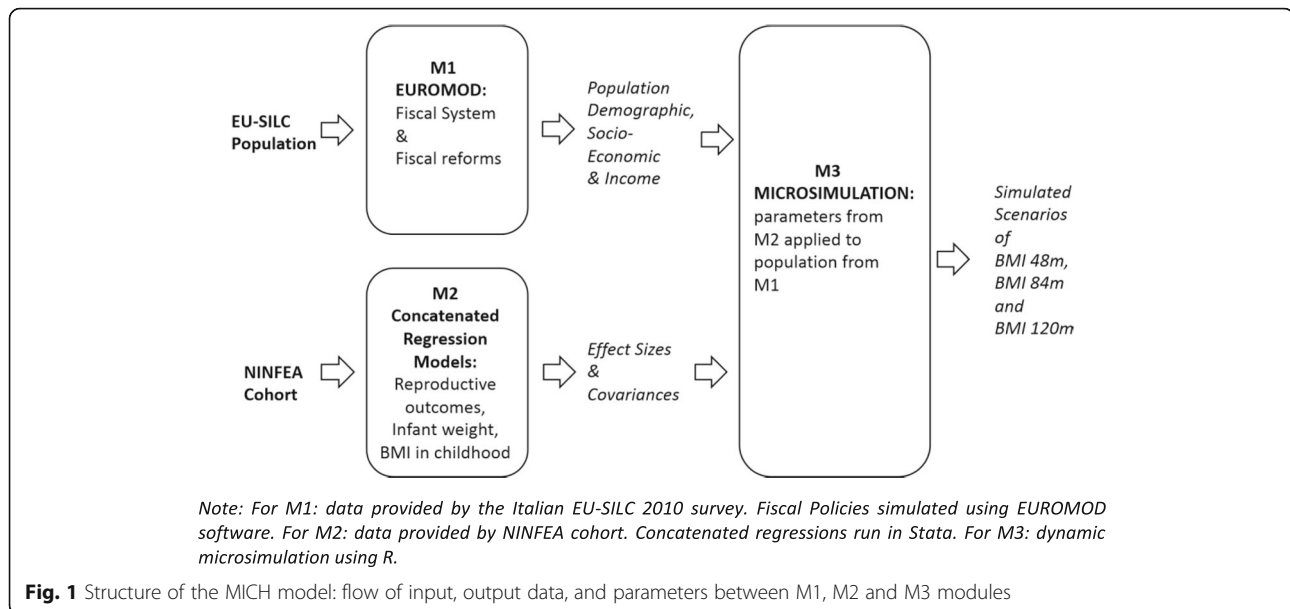 M1
EUROMOD:
Fiscal System
&
Fiscal reforms
EU-SILC
Population
Population
Demographic,
Socio-
Economic
& Income
M2
Concatenated
Regression
Models:
Reproductive
outcomes,
Infant weight,
BMI in childhood
NINFEA
Cohort
Effect Sizes
&
Covariances
M3
MICROSIMULATION:
parameters from
M2 applied to
population from
M1
Simulated
Scenarios
of
BMI 48m,
BMI 84m
and
BMI 120m
Note: For M1: data provided by the Italian EU-SILC 2010 survey. Fiscal Policies simulated using EUROMOD
software. For M2: data provided by NINFEA cohort. Concatenated regressions run in Stata. For M3: dynamic
microsimulation using R.
Fig. 1 Structure of the MICH model: flow of input, output data, and parameters between M1, M2 and M3 modules